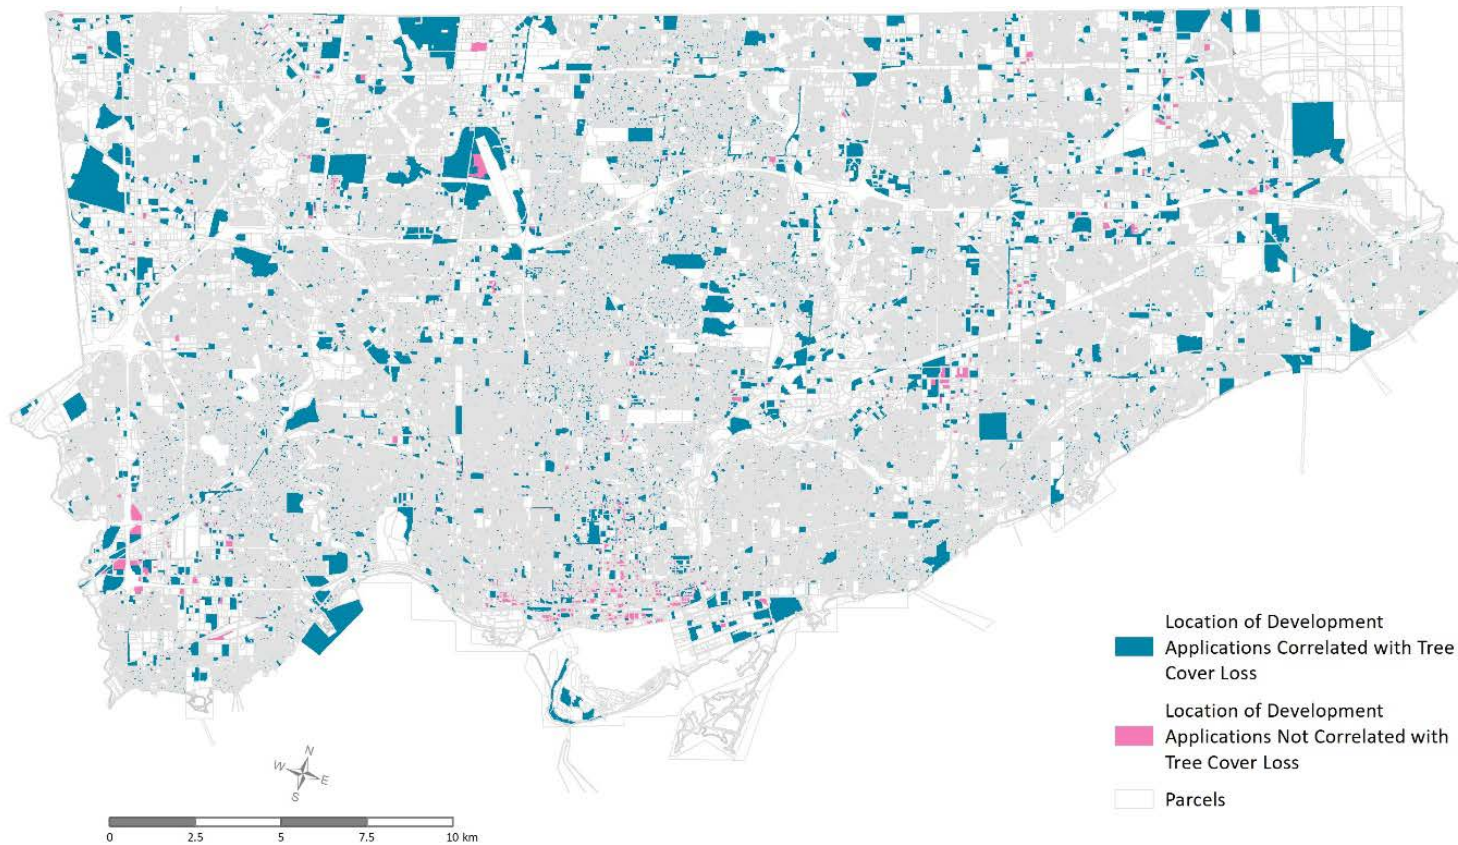 Location of Development
Applications Correlated with Tree
Cover Loss
Location of Development
Applications Not Correlated with
Tree Cover Loss
Parcels
N
W
E
S
0 2.5 5 7.5 10 km